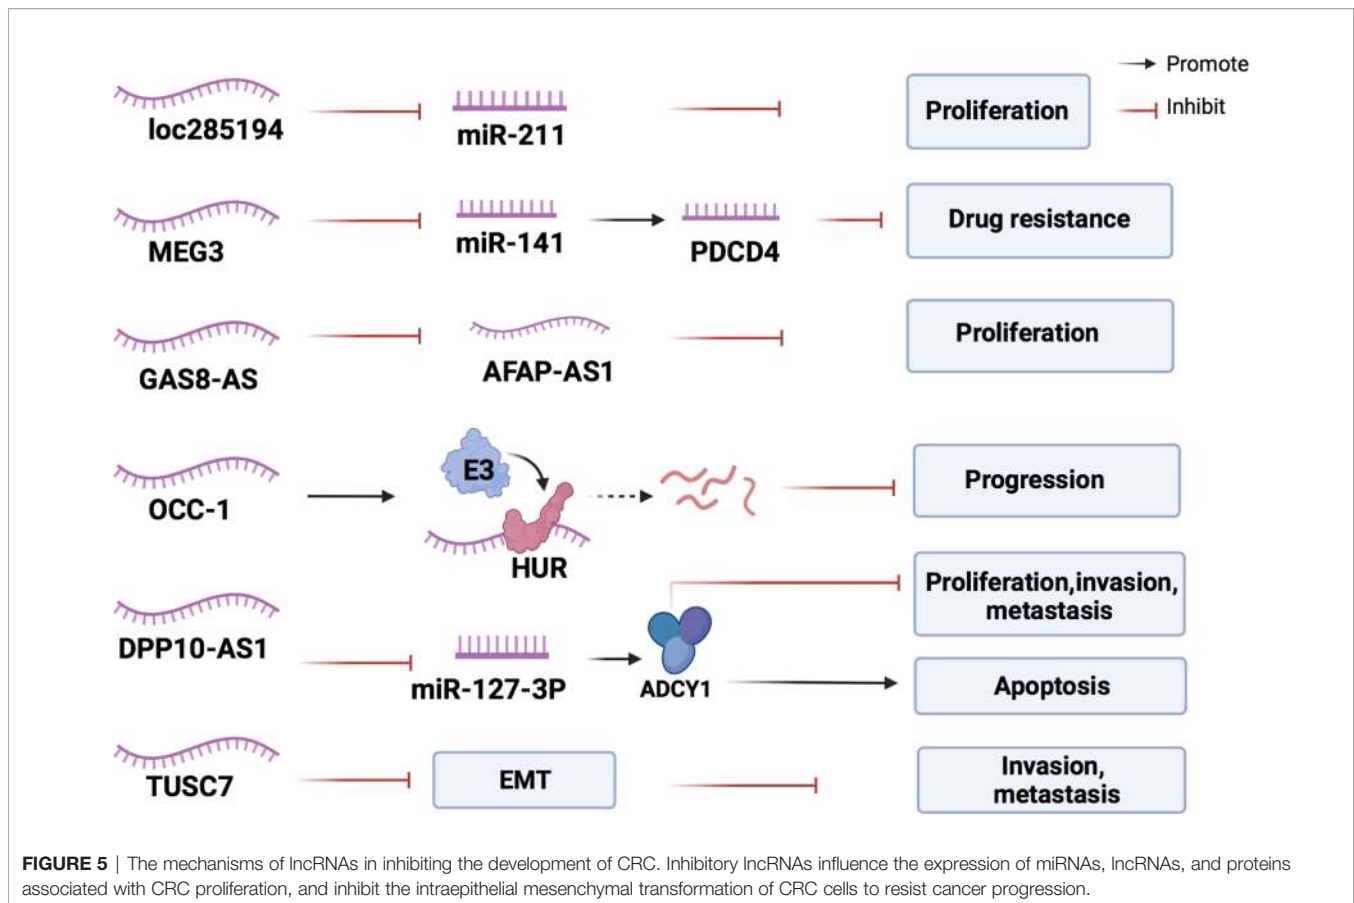 Promote
Inhibit
loc285194
miR-211
Proliferation
MEG3
miR-141
PDCD4
Drug resistance
GAS8-AS
AFAP-AS1
Proliferation
OCC-1
E3
HUR
Progression
DPP10-AS1
miR-127-3P
ADCY1
Proliferation,invasion,
metastasis
Apoptosis
TUSC7
EMT
Invasion,
metastasis
FIGURE 5 | The mechanisms of lncRNAs in inhibiting the development of CRC. Inhibitory lncRNAs influence the expression of miRNAs, lncRNAs, and proteins
associated with CRC proliferation, and inhibit the intraepithelial mesenchymal transformation of CRC cells to resist cancer progression.